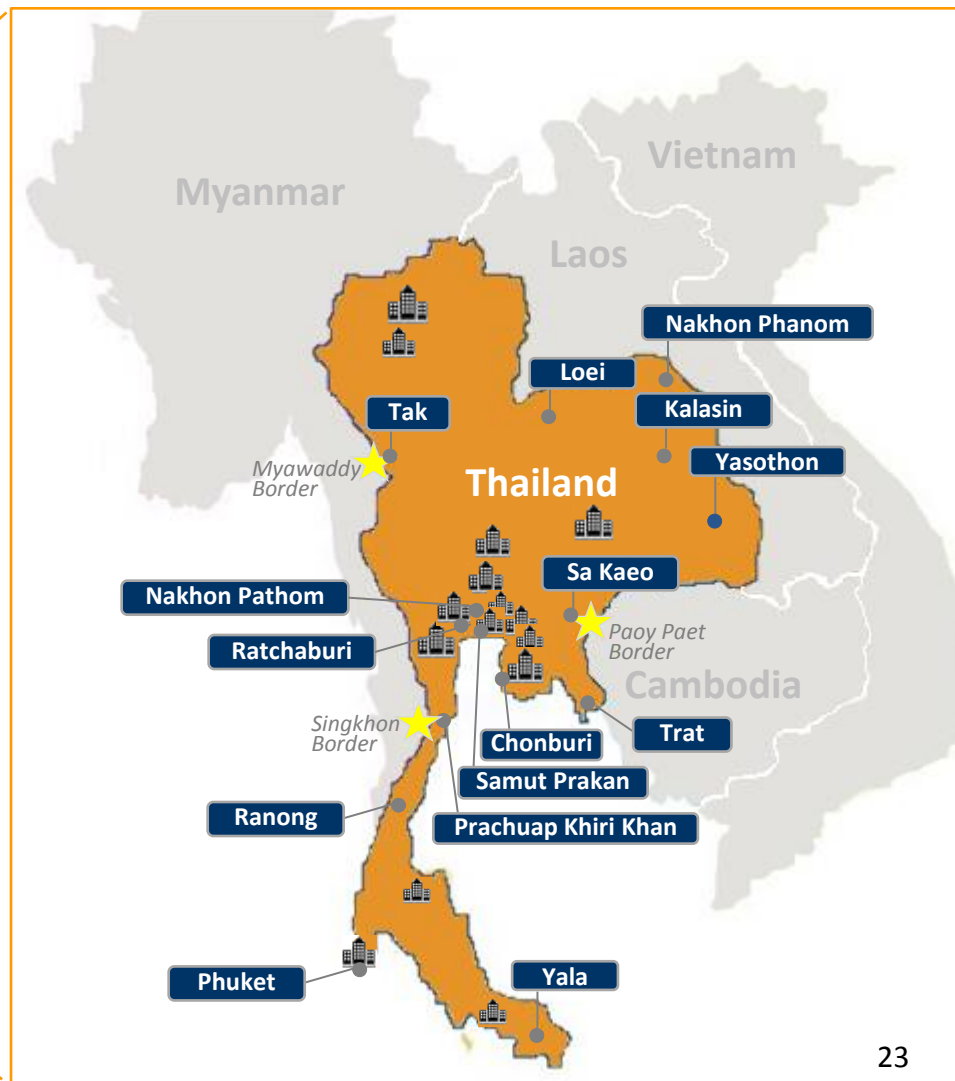 Vietnam
Myanmar
Laos
Nakhon Phanom
Loei
Kalasin
Tak
Yasothon
Myawaddy
Border
Thailand
Sa Kaeo
Nakhon Pathom
Paoy Paet
Border
Ratchaburi
Cambodia
Singkhon
Border
Trat
Chonburi
Samut Prakan
Ranong
Prachuap Khiri Khan
Phuket
Yala
23